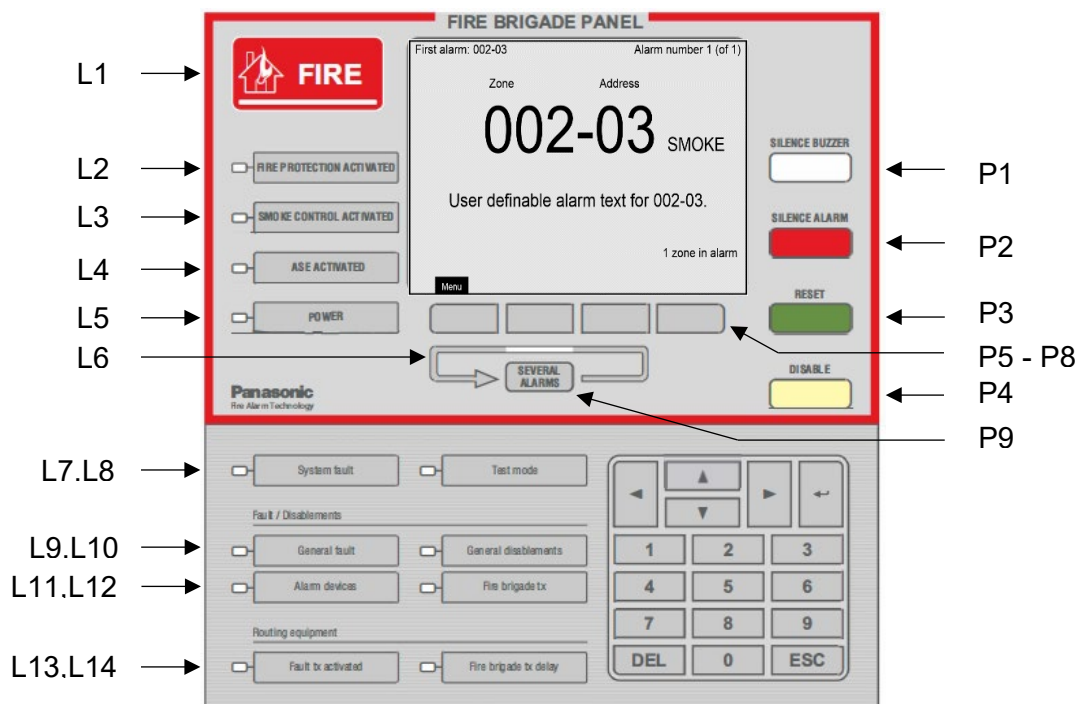 FIRE BRIGADE PANEL
First alarm: 002-03 Alarm number 1 (of 1)
L1 FIRE
Zone Address
002-03 SMOKE
SILENCE BUZZER
L2 FIRE PROTECTION ACTIVATED
P1
User definable alarm text for 002-03.
L3 SMOKE CONTROL ACTIVATED
SILENCE ALARM
P2
1 zone in alarm
L4 ASE ACTIVATED
Menu
RESET
L5 POWER
P3
L6
P5 - P8
SEVERAL
ALARMS
DISABLE
Panasonic
Fire Alarm Technology
P4
P9
L7.L8 System fault Test mode
Fault / Disablements
L9.L10 General fault General disablements
L11,L12 Alarm devices Fire brigade tx
Routing equipment
L13,L14 Fault tx activated Fire brigade tx delay
◄ ▲ ► ↵
▼
1 2 3
4 5 6
7 8 9
DEL 0 ESC